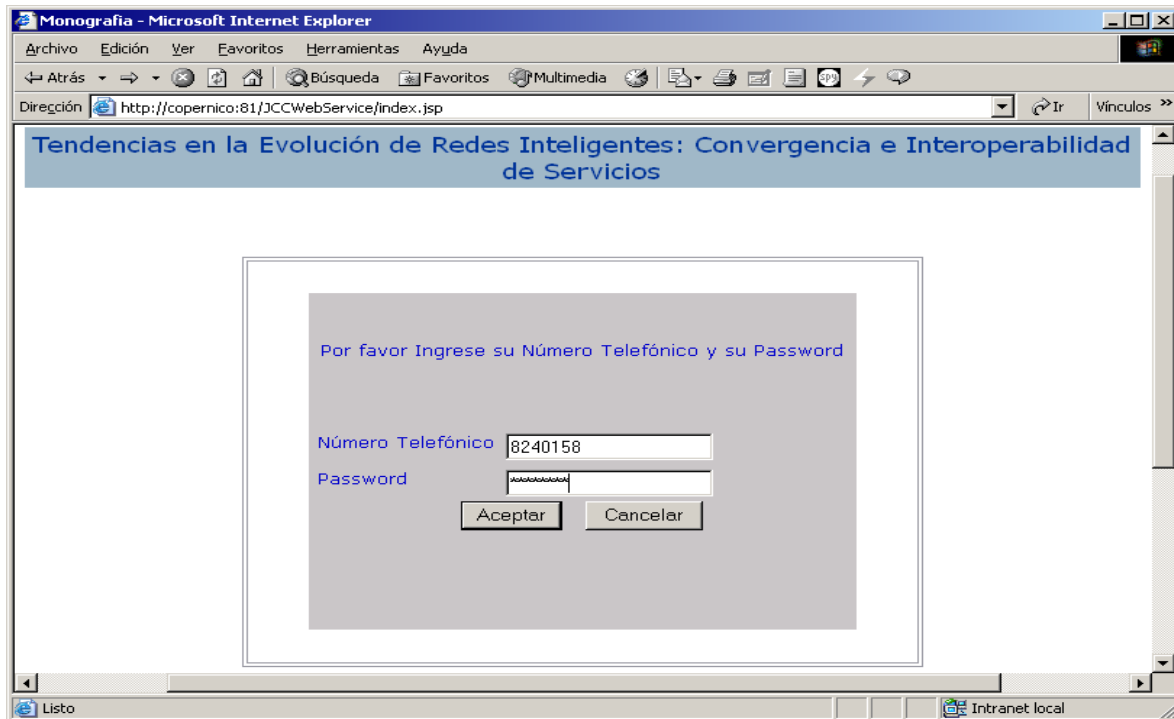 Monografia - Microsoft Internet Explorer
Archivo Edición Ver Favoritos Herramientas Ayuda
Atrás Búsqueda Favoritos Multimedia SPY
Dirección http://copernico:81/JCCWebService/index.jsp Ir Vínculos »
Tendencias en la Evolución de Redes Inteligentes: Convergencia e Interoperabilidad
de Servicios
Por favor Ingrese su Número Telefónico y su Password
Número Telefónico 8240158
Password *********
Aceptar Cancelar
Listo Intranet local